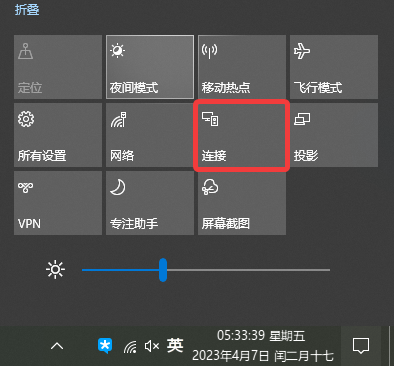 折叠
定位
夜间模式
移动热点
飞行模式
所有设置
网络
连接
投影
VPN
专注助手
屏幕截图
英
05:33:39 星期五
2023年4月7日 闰二月十七